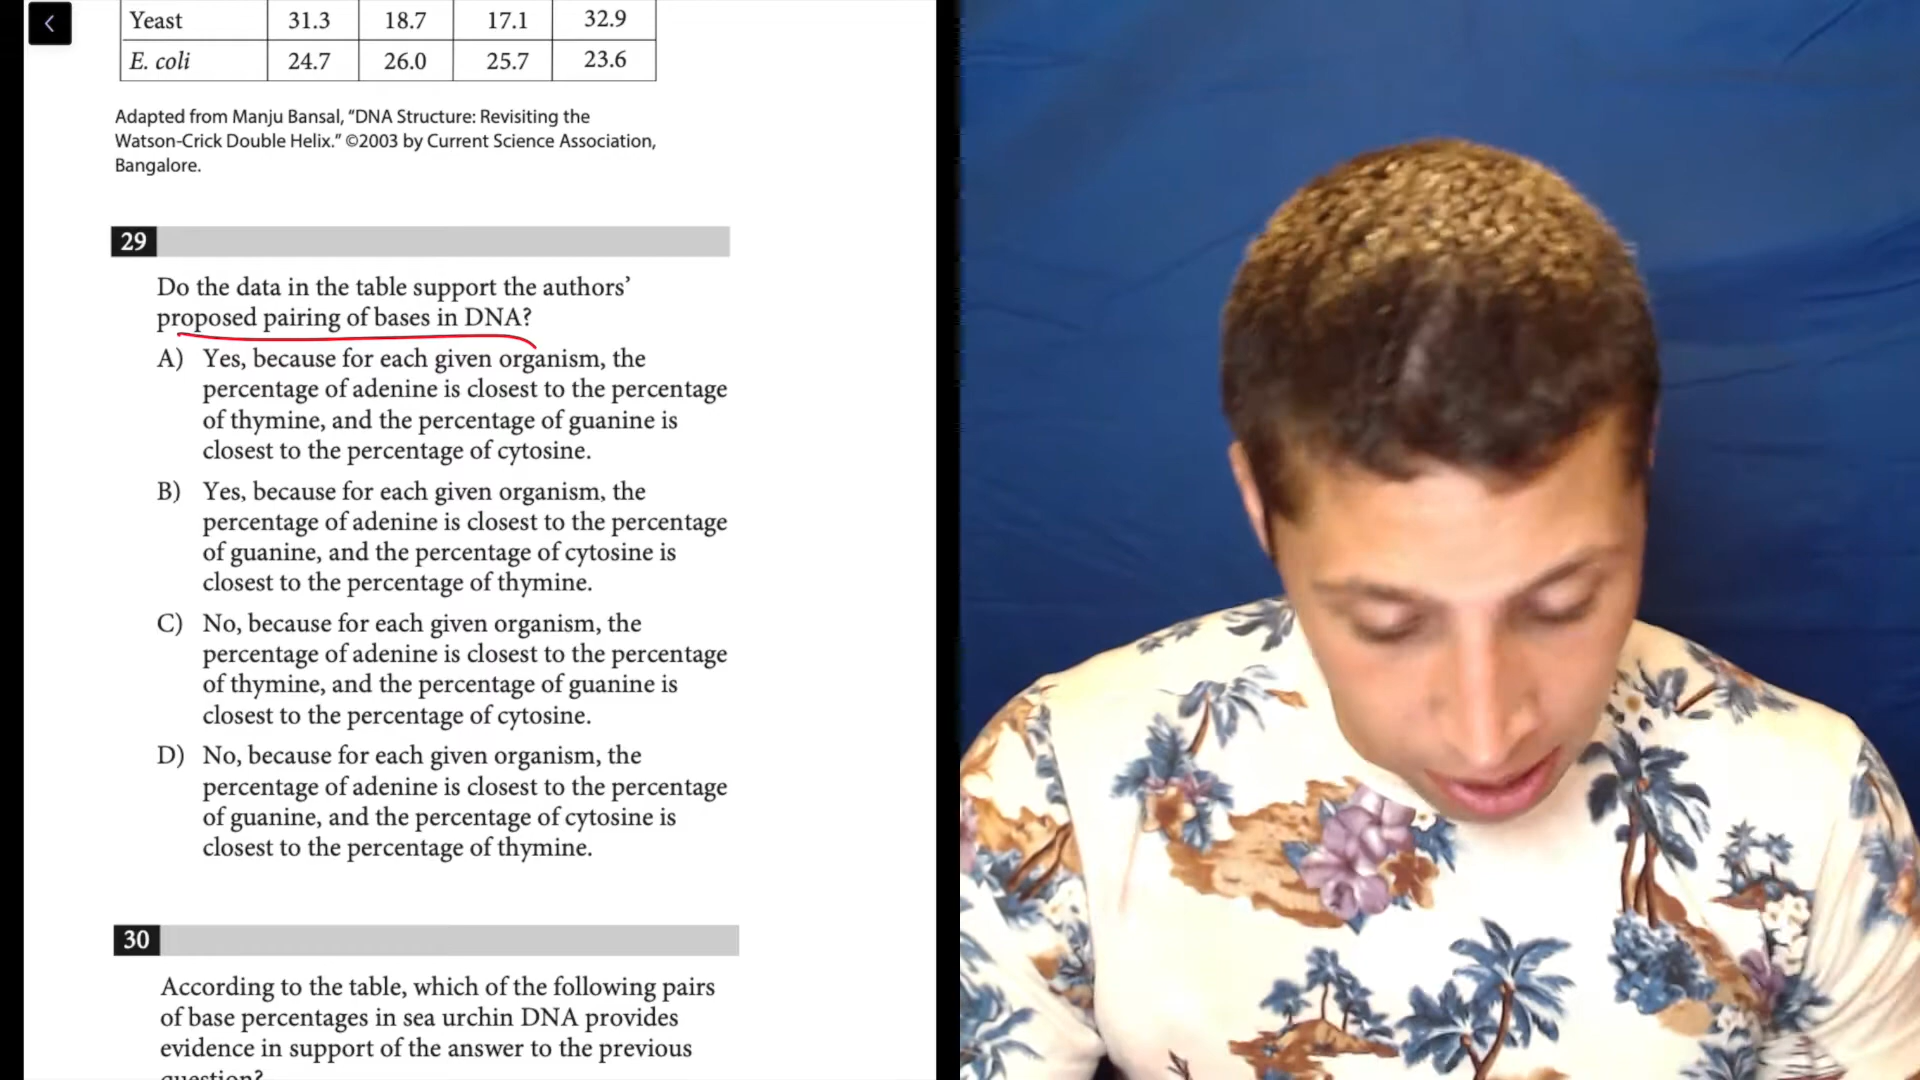 Yeast 31.3 18.7 17.1 32.9
E. coli 24.7 26.0 25.7 23.6
Adapted from Manju Bansal, “DNA Structure: Revisiting the
Watson-Crick Double Helix.” ©2003 by Current Science Association,
Bangalore.
29
Do the data in the table support the authors’
proposed pairing of bases in DNA?
A) Yes, because for each given organism, the
percentage of adenine is closest to the percentage
of thymine, and the percentage of guanine is
closest to the percentage of cytosine.
B) Yes, because for each given organism, the
percentage of adenine is closest to the percentage
of guanine, and the percentage of cytosine is
closest to the percentage of thymine.
C) No, because for each given organism, the
percentage of adenine is closest to the percentage
of thymine, and the percentage of guanine is
closest to the percentage of cytosine.
D) No, because for each given organism, the
percentage of adenine is closest to the percentage
of guanine, and the percentage of cytosine is
closest to the percentage of thymine.
30
According to the table, which of the following pairs
of base percentages in sea urchin DNA provides
evidence in support of the answer to the previous
question?